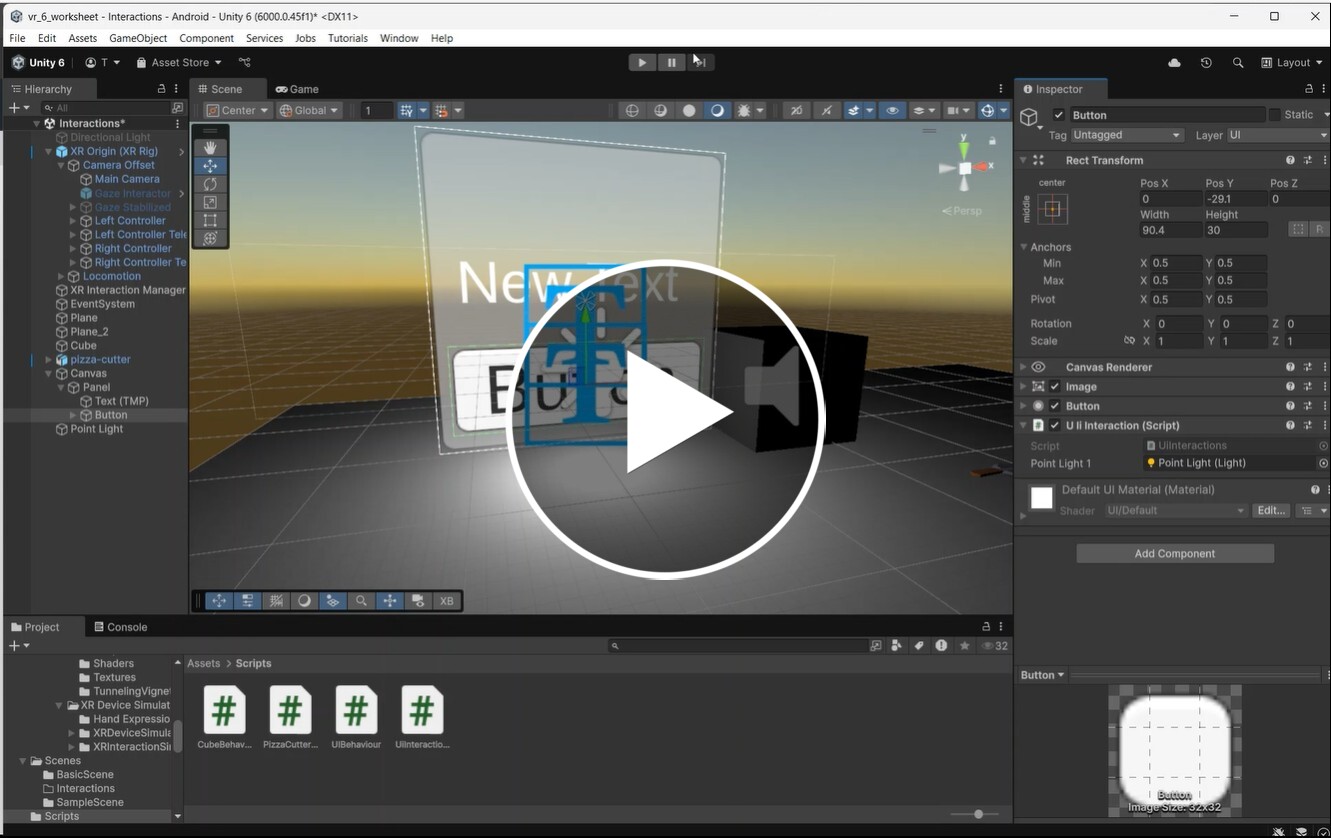 vr_6_worksheet - Interactions - Android - Unity 6 (6000.0.45f1)* <DX11>
File Edit Assets GameObject Component Services Jobs Tutorials Window Help
Unity 6 T Asset Store Layout
Hierarchy
All
Interactions*
Directional Light
XR Origin (XR Rig)
Camera Offset
Main Camera
Gaze Interactor
Gaze Stabilized
Left Controller
Left Controller Tele
Right Controller
Right Controller Te
Locomotion
XR Interaction Manager
EventSystem
Plane
Plane_2
Cube
pizza-cutter
Canvas
Panel
Text (TMP)
Button
Point Light
Scene Game
Center Global 1
y
x
Persp
New Text
XB
Inspector
Button Static
Tag Untagged Layer UI
Rect Transform
center
middle
Pos X Pos Y Pos Z
0 -29.1 0
Width Height
90.4 30
R
Anchors
Min X 0.5 Y 0.5
Max X 0.5 Y 0.5
Pivot X 0.5 Y 0.5
Rotation X 0 Y 0 Z 0
Scale X 1 Y 1 Z 1
Canvas Renderer
Image
Button
U Ii Interaction (Script)
Script UiInteractions
Point Light 1 Point Light (Light)
Default UI Material (Material)
Shader UI/Default Edit...
Add Component
Button
Button
Image Size: 32x32
Project Console
32
Shaders
Textures
TunnelingVignet
XR Device Simulat
Hand Expressio
XRDeviceSimula
XRInteractionSi
Scenes
BasicScene
Interactions
SampleScene
Scripts
Assets > Scripts
CubeBehav... PizzaCutter... UIBehaviour UiInteractio...